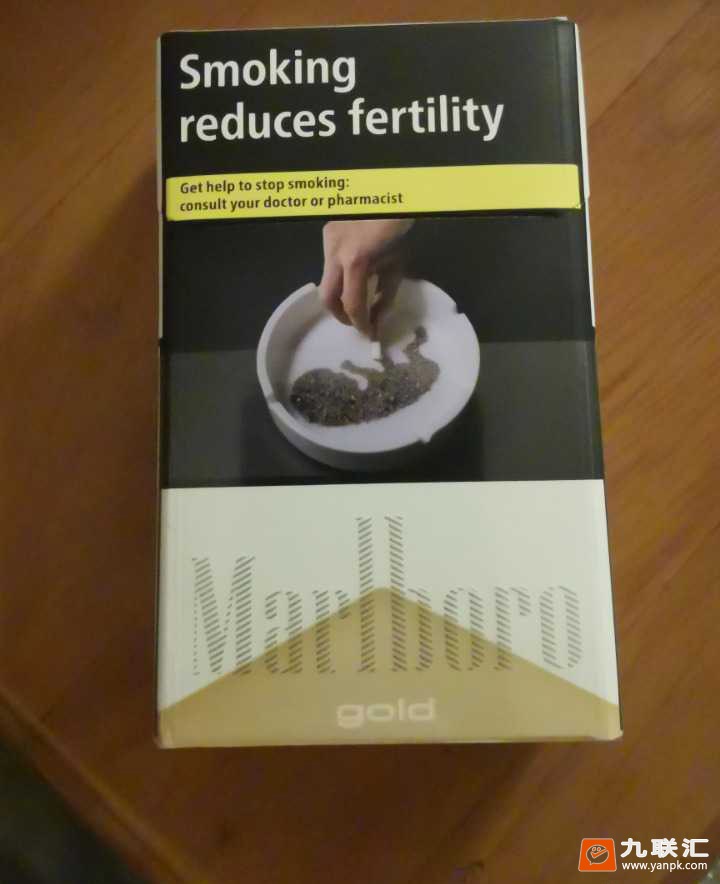 Smoking
reduces fertility
Get help to stop smoking:
consult your doctor or pharmacist
Marlboro
gold
九联汇
www.yanpk.com